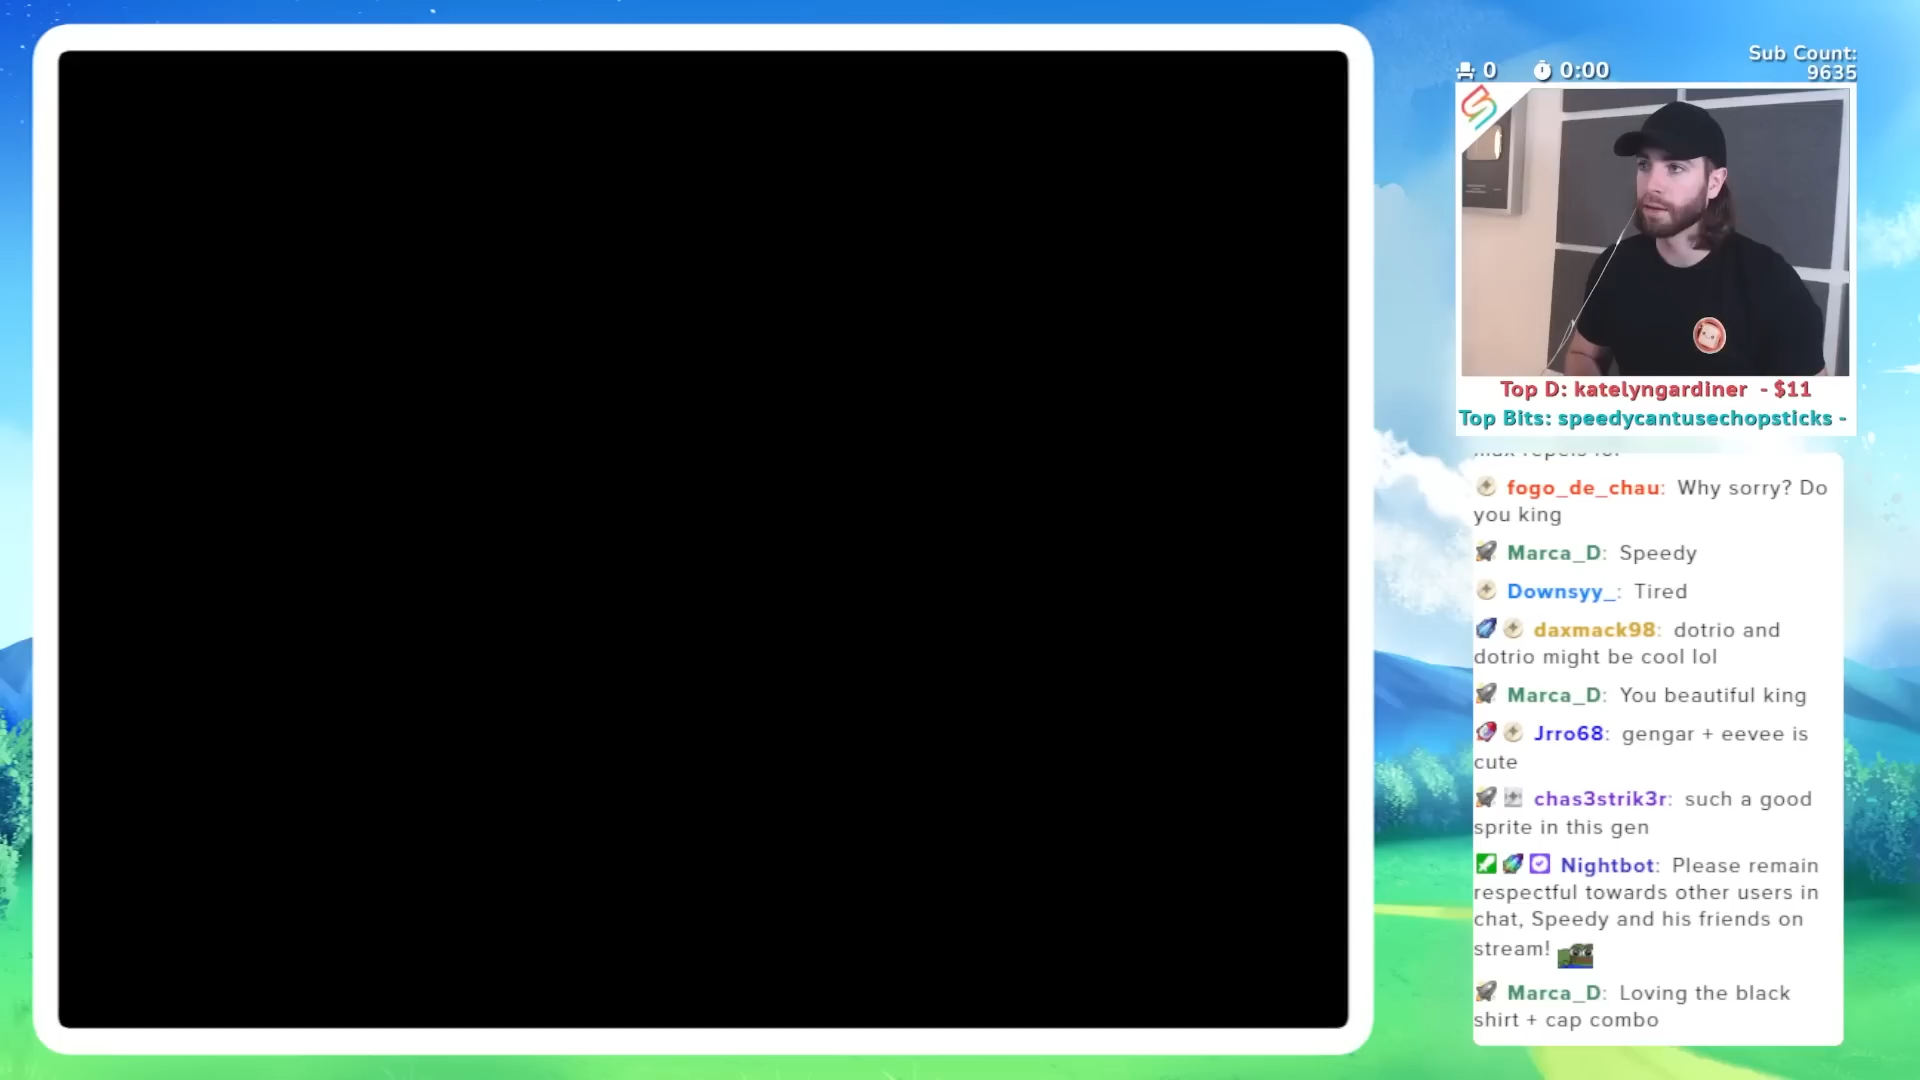 0
0:00
Sub Count:
9635
Top D: katelyngardiner - $11
Top Bits: speedycantusechopsticks -
max repels lol
fogo_de_chau: Why sorry? Do
you king
Marca_D: Speedy
Downsyy_: Tired
daxmack98: dotrio and
dotrio might be cool lol
Marca_D: You beautiful king
Jrro68: gengar + eevee is
cute
chas3strik3r: such a good
sprite in this gen
Nightbot: Please remain
respectful towards other users in
chat, Speedy and his friends on
stream!
Marca_D: Loving the black
shirt + cap combo